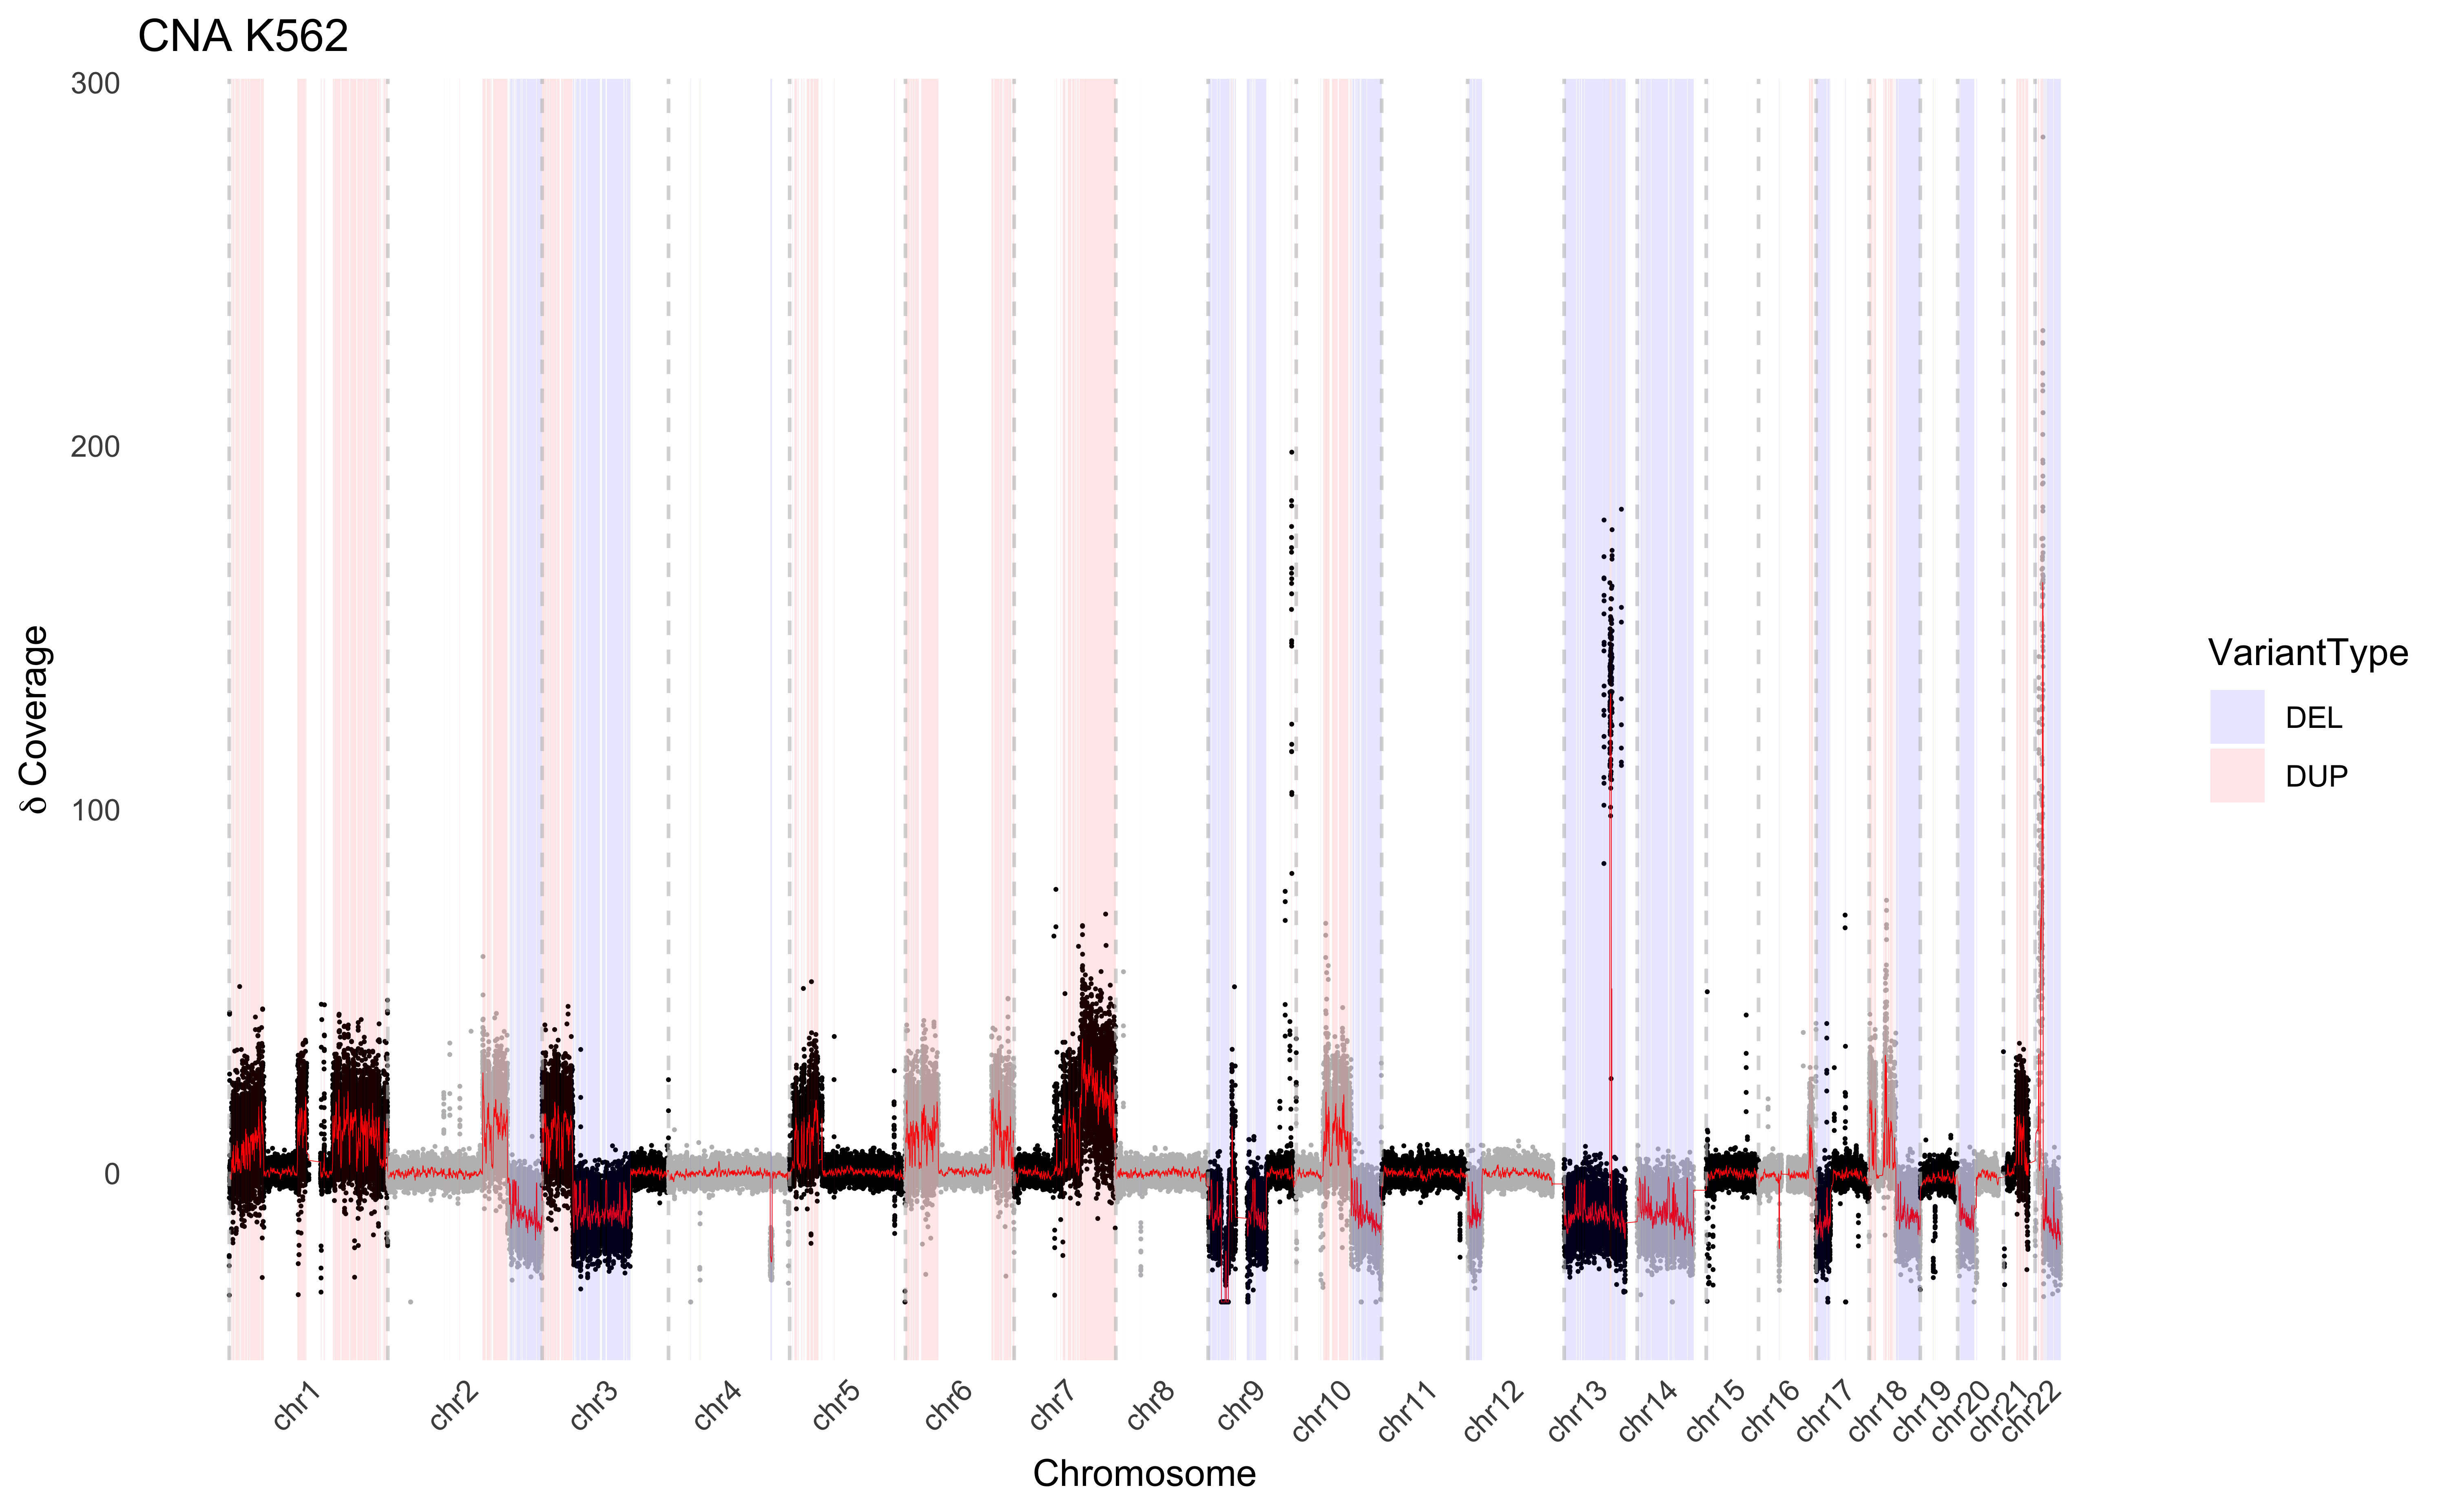 CNA K562
300
200
100
0
δ Coverage
chr1
chr2
chr3
chr4
chr5
chr6
chr7
chr8
chr9
chr10
chr11
chr12
chr13
chr14
chr15
chr16
chr17
chr18
chr19
chr20
chr21
chr22
Chromosome
VariantType
DEL
DUP